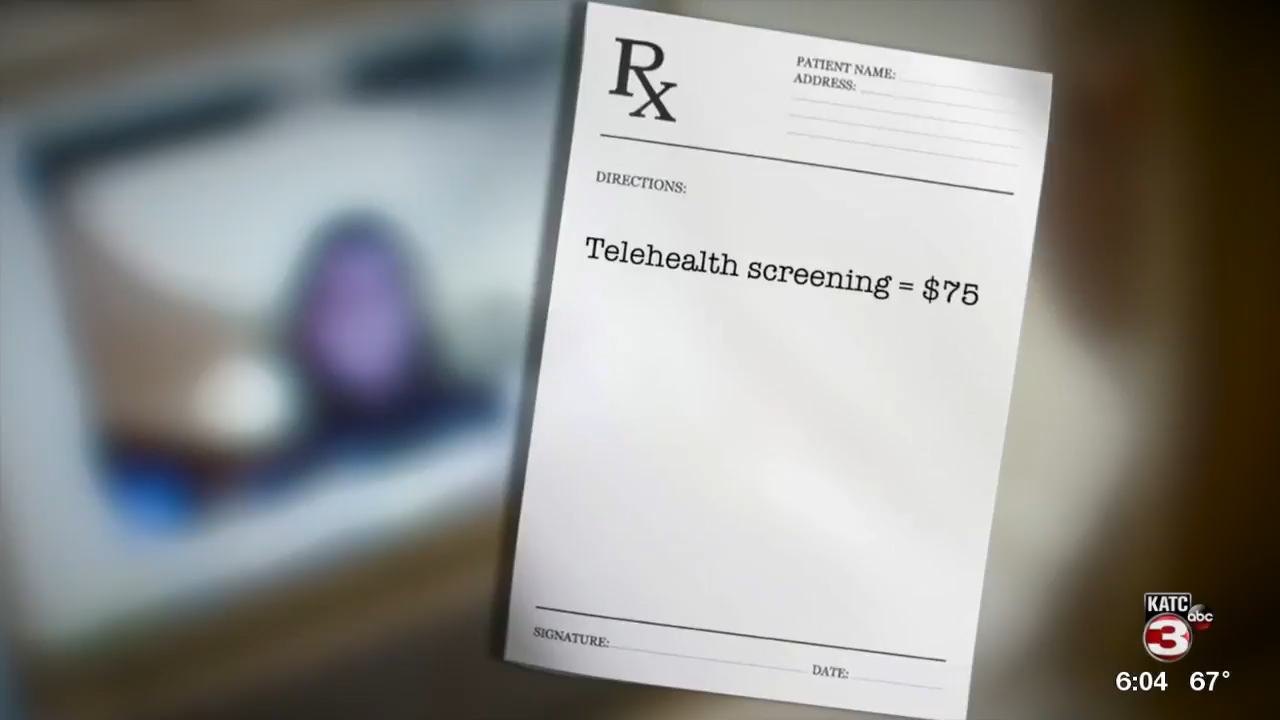 Rx
PATIENT NAME:
ADDRESS:
DIRECTIONS:
Telehealth screening = $75
SIGNATURE:
DATE:
KATC
abc
3
6:04 67°